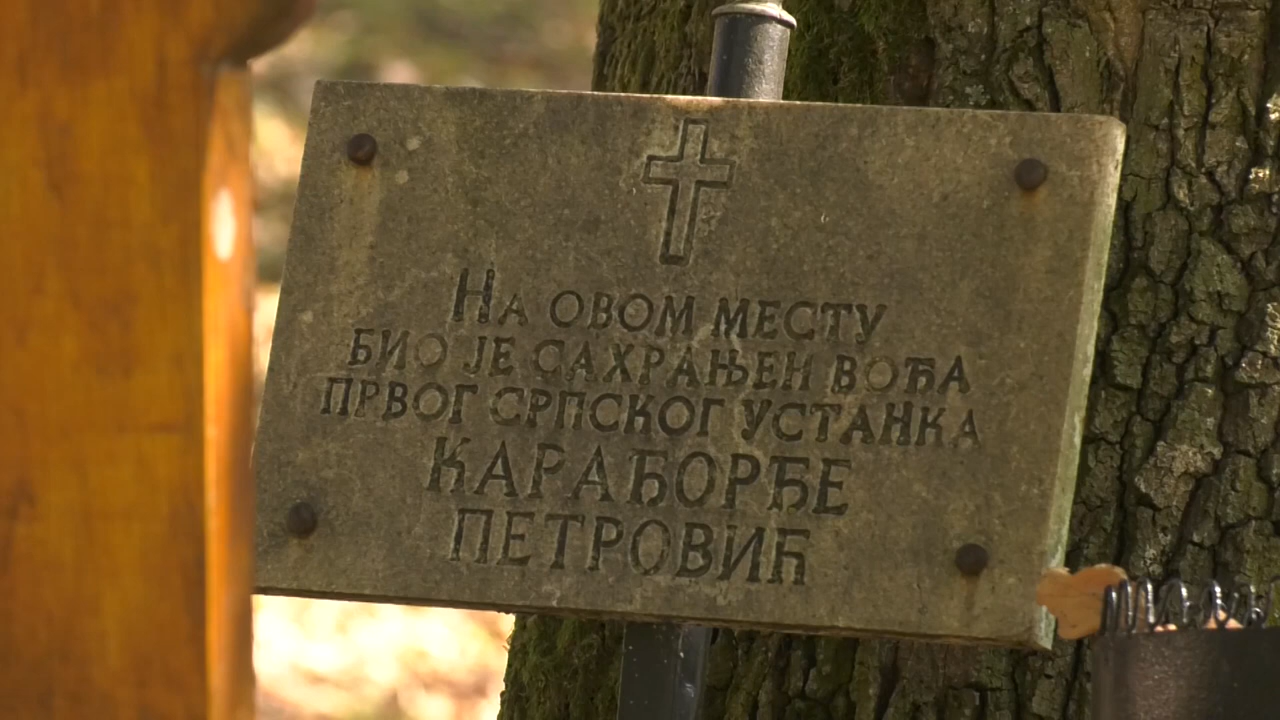 НА ОВОМ МЕСТУ
БИО ЈЕ САХРАЊЕН ВОЂА
ПРВОГ СРПСКОГ УСТАНКА
КАРАЂОРЂЕ
ПЕТРОВИЋ